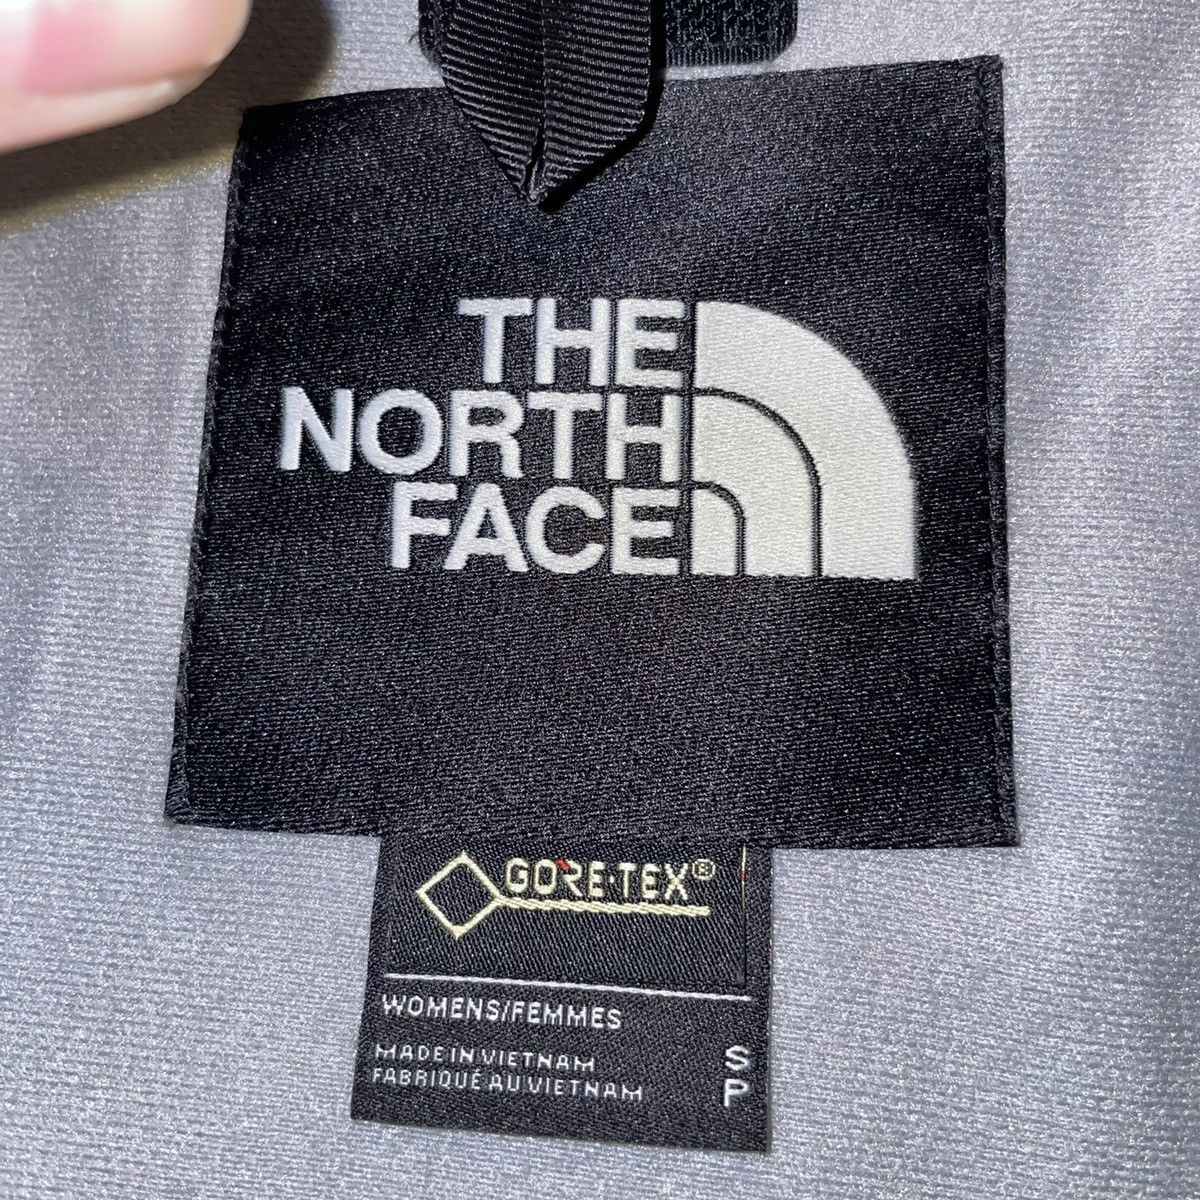 THE
NORTH
FACE
GORE-TEX®
WOMENS/FEMMES
MADE IN VIETNAM S
FABRIQUÉ AU VIETNAM P